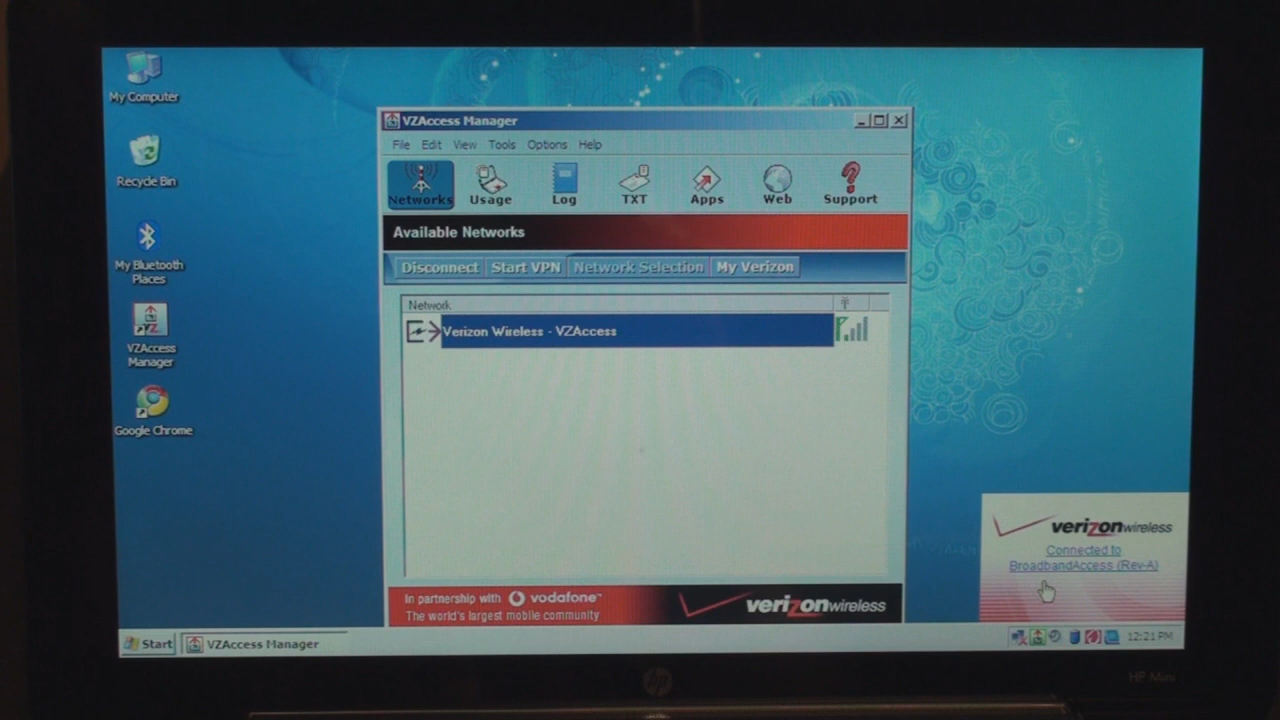 My Computer
Recycle Bin
My Bluetooth
Places
VZAccess
Manager
Google Chrome
VZAccess Manager
File Edit View Tools Options Help
Networks Usage Log TXT Apps Web Support
Available Networks
Disconnect Start VPN Network Selection My Verizon
Network
Verizon Wireless - VZAccess
In partnership with vodafone™
The world's largest mobile community
verizonwireless
verizonwireless
Connected to
BroadbandAccess (Rev-A)
Start VZAccess Manager 12:21 PM
hp
HP Mini